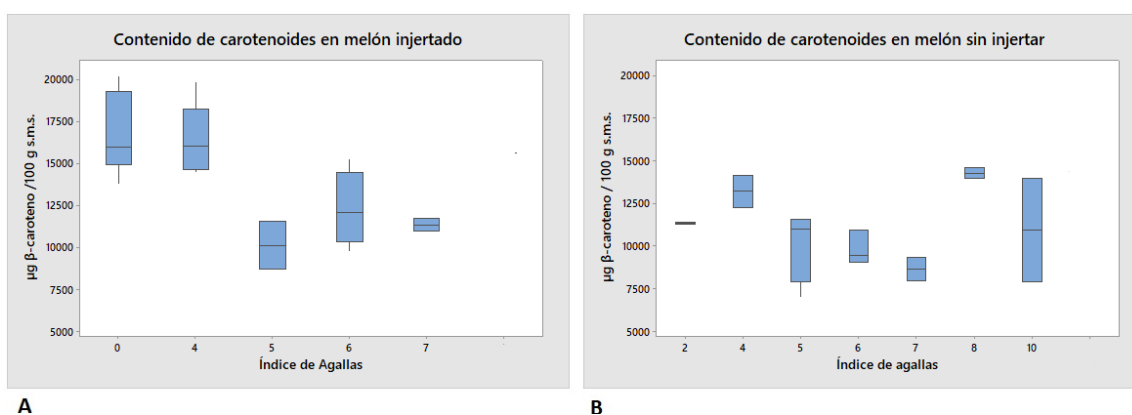 Contenido de carotenoides en melón injertado
µg β-caroteno /100 g s.m.s.
20000
17500
15000
12500
10000
7500
5000
0 4 5 6 7
Índice de Agallas
A
Contenido de carotenoides en melón sin injertar
µg β-caroteno / 100 g s.m.s.
20000
17500
15000
12500
10000
7500
5000
2 4 5 6 7 8 10
Índice de agallas
B